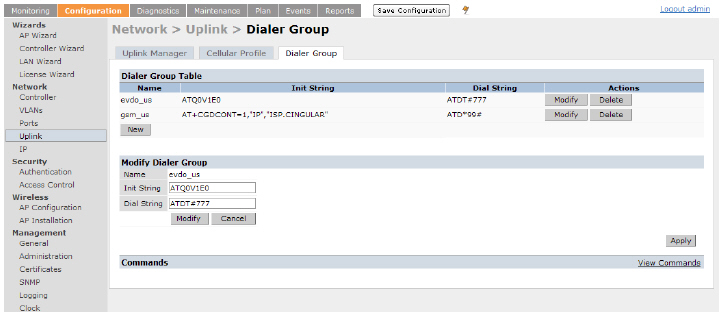 Monitoring Configuration Diagnostics Maintenance Plan Events Reports Save Configuration Logout admin
Wizards
AP Wizard
Controller Wizard
LAN Wizard
License Wizard
Network
Controller
VLANs
Ports
Uplink
IP
Security
Authentication
Access Control
Wireless
AP Configuration
AP Installation
Management
General
Administration
Certificates
SNMP
Logging
Clock
Network > Uplink > Dialer Group
Uplink Manager Cellular Profile Dialer Group
Dialer Group Table
Name Init String Dial String Actions
evdo_us ATQ0V1E0 ATDT#777 Modify Delete
gsm_us AT+CGDCONT=1,"IP","ISP.CINGULAR" ATD*99# Modify Delete
New
Modify Dialer Group
Name evdo_us
Init String ATQ0V1E0
Dial String ATDT#777
Modify Cancel
Apply
Commands View Commands